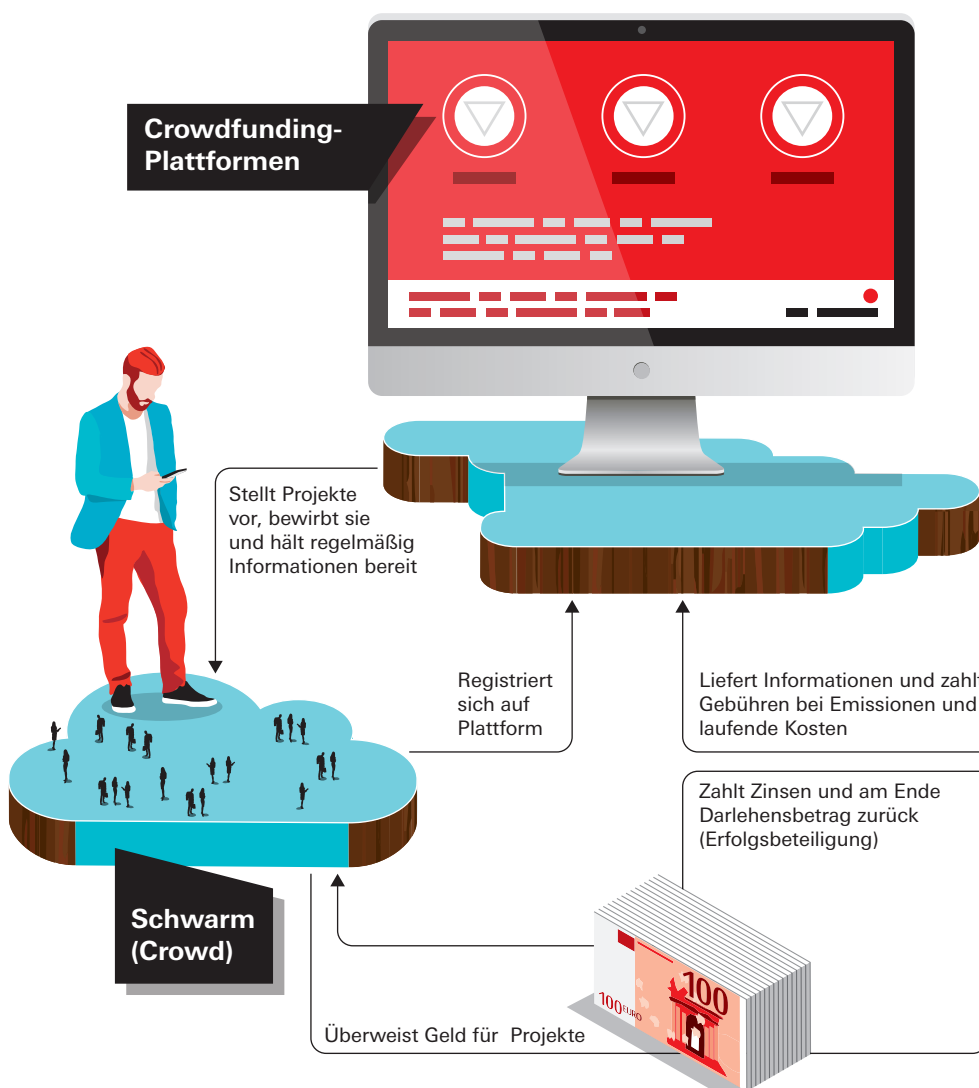 Crowdfunding-
Plattformen
Stellt Projekte
vor, bewirbt sie
und hält regelmäßig
Informationen bereit
Registriert
sich auf
Plattform
Liefert Informationen und zahlt
Gebühren bei Emissionen und
laufende Kosten
Zahlt Zinsen und am Ende
Darlehensbetrag zurück
(Erfolgsbeteiligung)
Schwarm
(Crowd)
100
100 EURO
Überweist Geld für Projekte